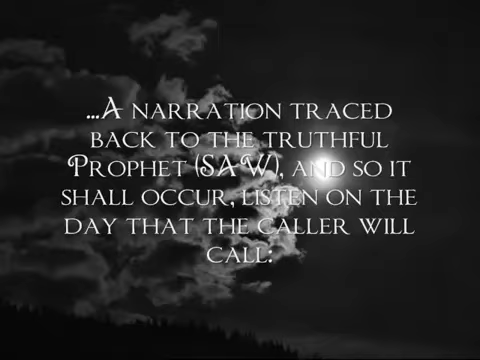 ...A narration traced
back to the truthful
Prophet (SAW), and so it
shall occur, listen on the
day that the caller will
call: